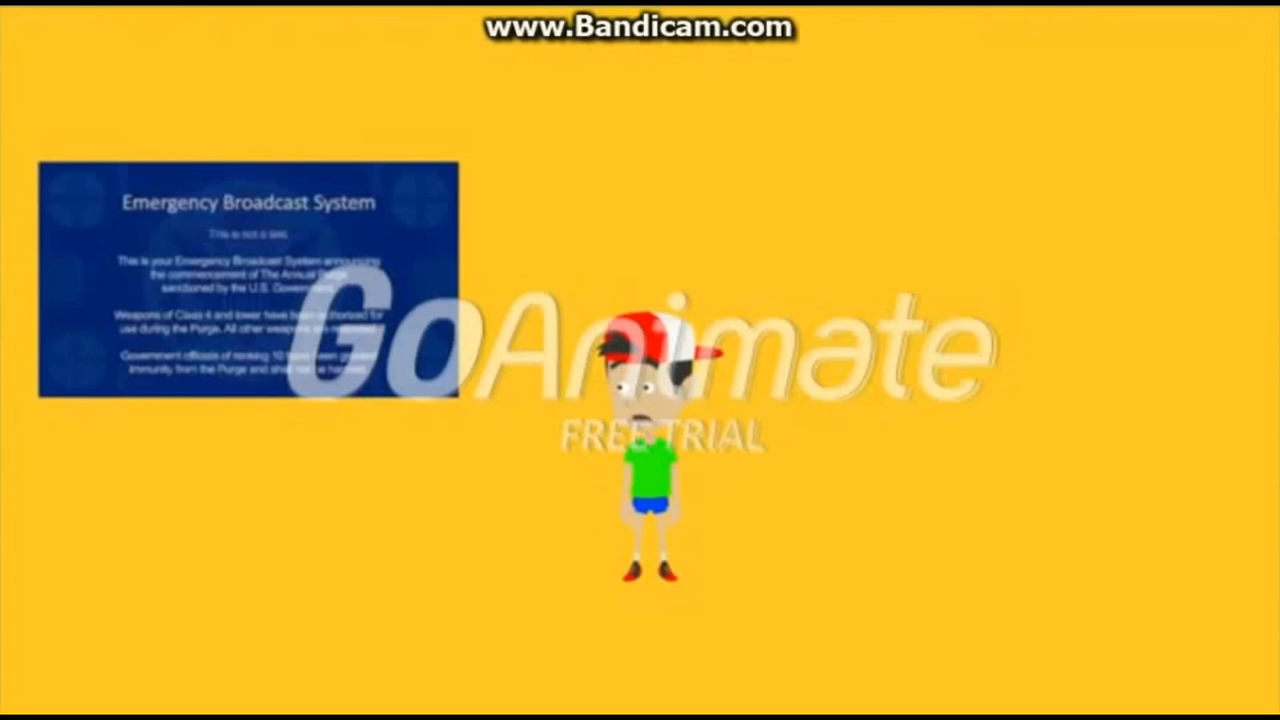 www.Bandicam.com
Emergency Broadcast System
This is not a test.
This is your Emergency Broadcast System announcing
the commencement of The Annual Purge
sanctioned by the U.S. Government.
Weapons of Class 4 and lower have been authorized for
use during the Purge. All other weapons are restricted.
Government officials of ranking 10 have been granted
immunity from the Purge and shall not be harmed.
GoAnimate
FREE TRIAL